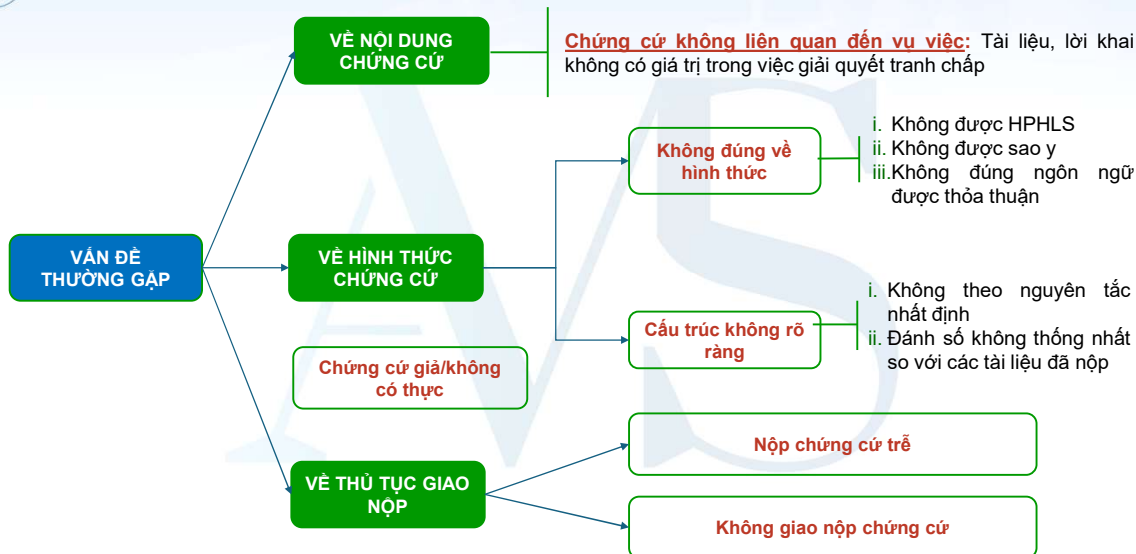 VỀ NỘI DUNG
CHỨNG CỨ
Chứng cứ không liên quan đến vụ việc: Tài liệu, lời khai
không có giá trị trong việc giải quyết tranh chấp
Không đúng về
hình thức
i. Không được HPHLS
ii. Không được sao y
iii.Không đúng ngôn ngữ
được thỏa thuận
VẤN ĐỀ
THƯỜNG GẶP
VỀ HÌNH THỨC
CHỨNG CỨ
Cấu trúc không rõ
ràng
i. Không theo nguyên tắc
nhất định
ii. Đánh số không thống nhất
so với các tài liệu đã nộp
Chứng cứ giả/không
có thực
VỀ THỦ TỤC GIAO
NỘP
Nộp chứng cứ trễ
Không giao nộp chứng cứ